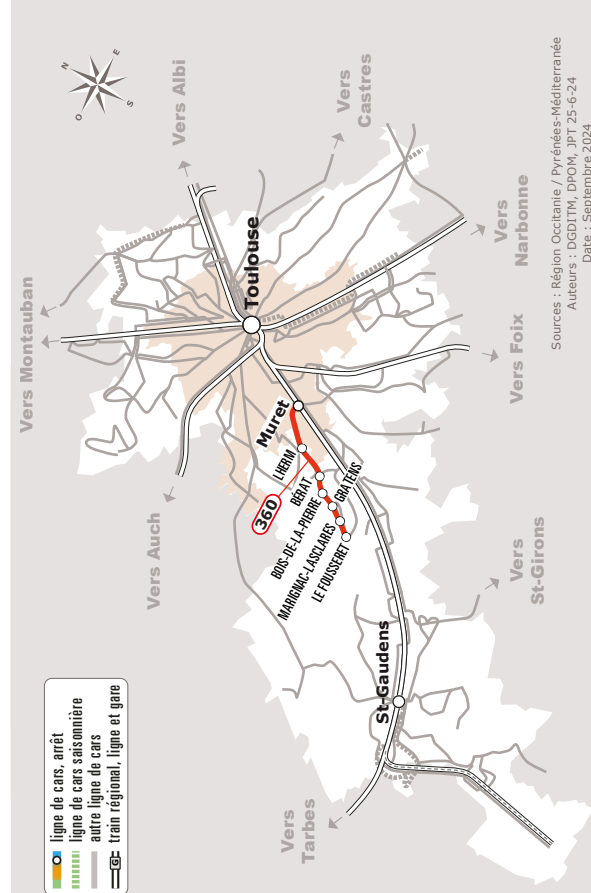 N
E
S
O
Vers Albi
Vers
Castres
Vers Montauban
Toulouse
Vers
Narbonne
Vers Foix
Vers Auch
Muret
LHERM
360
BÉRAT
BOIS-DE-LA-PIERRE
GRATENS
MARIGNAC-LASCLARES
LE FOUSSERET
Vers
St-Girons
St-Gaudens
Vers
Tarbes
ligne de cars, arrêt
ligne de cars saisonnière
autre ligne de cars
G
train régional, ligne et gare
Sources : Région Occitanie / Pyrénées-Méditerranée
Auteurs : DGDITM, DPOM, JPT 25-6-24
Date : Septembre 2024